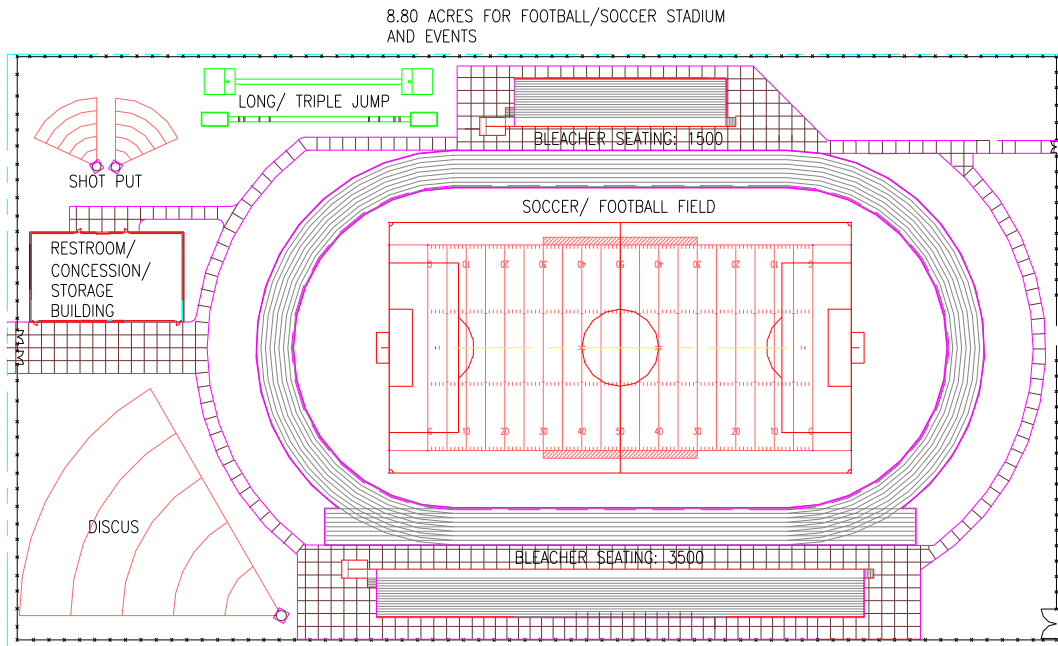 8.80 ACRES FOR FOOTBALL/SOCCER STADIUM
AND EVENTS
LONG/ TRIPLE JUMP
BLEACHER SEATING: 1500
SHOT PUT
SOCCER/ FOOTBALL FIELD
RESTROOM/
CONCESSION/
STORAGE
BUILDING
G 10 20 30 40 50 40 30 20 10 G
G 10 20 30 40 50 40 30 20 10 G
DISCUS
BLEACHER SEATING: 3500